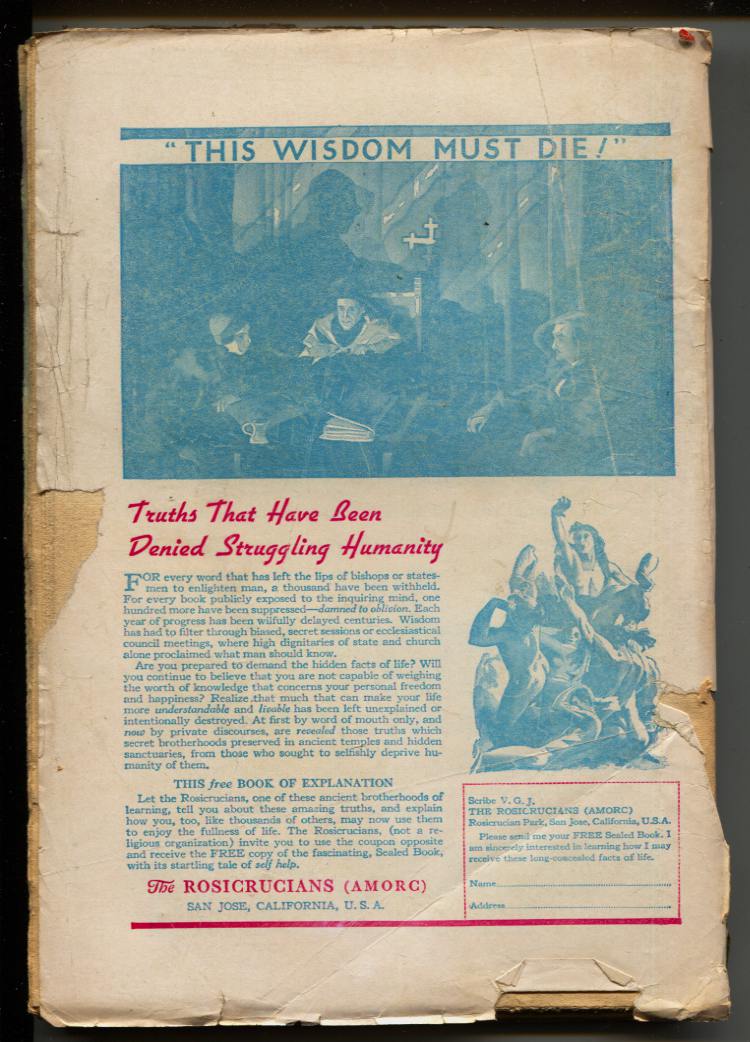 "THIS WISDOM MUST DIE!"
Truths That Have Been
Denied Struggling Humanity
FOR every word that has left the lips of bishops or states-
men to enlighten man, a thousand have been withheld.
For every book publicly exposed to the inquiring mind, one
hundred more have been suppressed—damned to oblivion. Each
year of progress has been wilfully delayed centuries. Wisdom
has had to filter through biased, secret sessions or ecclesiastical
council meetings, where high dignitaries of state and church
alone proclaimed what man should know.
Are you prepared to demand the hidden facts of life? Will
you continue to believe that you are not capable of weighing
the worth of knowledge that concerns your personal freedom
and happiness? Realize that much that can make your life
more understandable and livable has been left unexplained or
intentionally destroyed. At first by word of mouth only, and
now by private discourses, are revealed those truths which
secret brotherhoods preserved in ancient temples and hidden
sanctuaries, from those who sought to selfishly deprive hu-
manity of them.
THIS free BOOK OF EXPLANATION
Let the Rosicrucians, one of these ancient brotherhoods of
learning, tell you about these amazing truths, and explain
how you, too, like thousands of others, may now use them
to enjoy the fullness of life. The Rosicrucians, (not a re-
ligious organization) invite you to use the coupon opposite
and receive the FREE copy of the fascinating, Sealed Book,
with its startling tale of self help.
The ROSICRUCIANS (AMORC)
SAN JOSE, CALIFORNIA, U. S. A.
Scribe V. G. J.
THE ROSICRUCIANS (AMORC)
Rosicrucian Park, San Jose, California, U.S.A.
Please send me your FREE Sealed Book. I
am sincerely interested in learning how I may
receive these long-concealed facts of life.
Name
Address